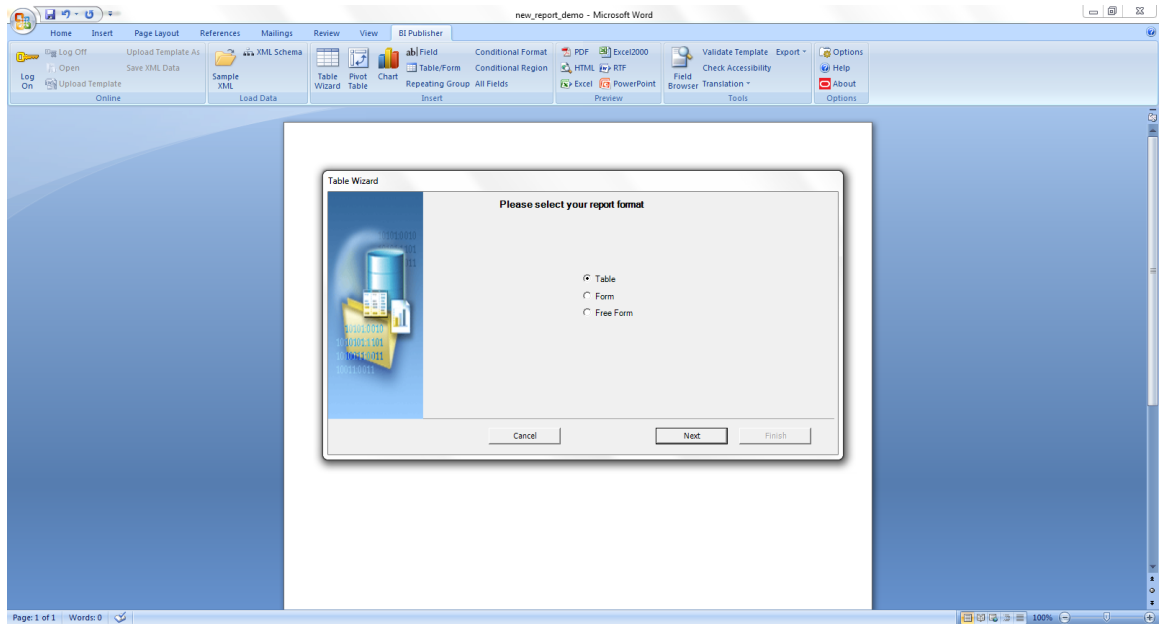 new_report_demo - Microsoft Word
Home Insert Page Layout References Mailings Review View BI Publisher
Log On
Log Off
Open
Upload Template
Upload Template As
Save XML Data
Online
Sample XML
XML Schema
Load Data
Table Wizard
Pivot Table
Chart
ab Field
Table/Form
Repeating Group
Conditional Format
Conditional Region
All Fields
Insert
PDF
HTML
Excel
Excel2000
RTF
PowerPoint
Preview
Field Browser
Validate Template
Export
Check Accessibility
Translation
Tools
Options
Help
About
Options
Table Wizard
Please select your report format
Table
Form
Free Form
Cancel Next Finish
Page: 1 of 1 Words: 0 100%